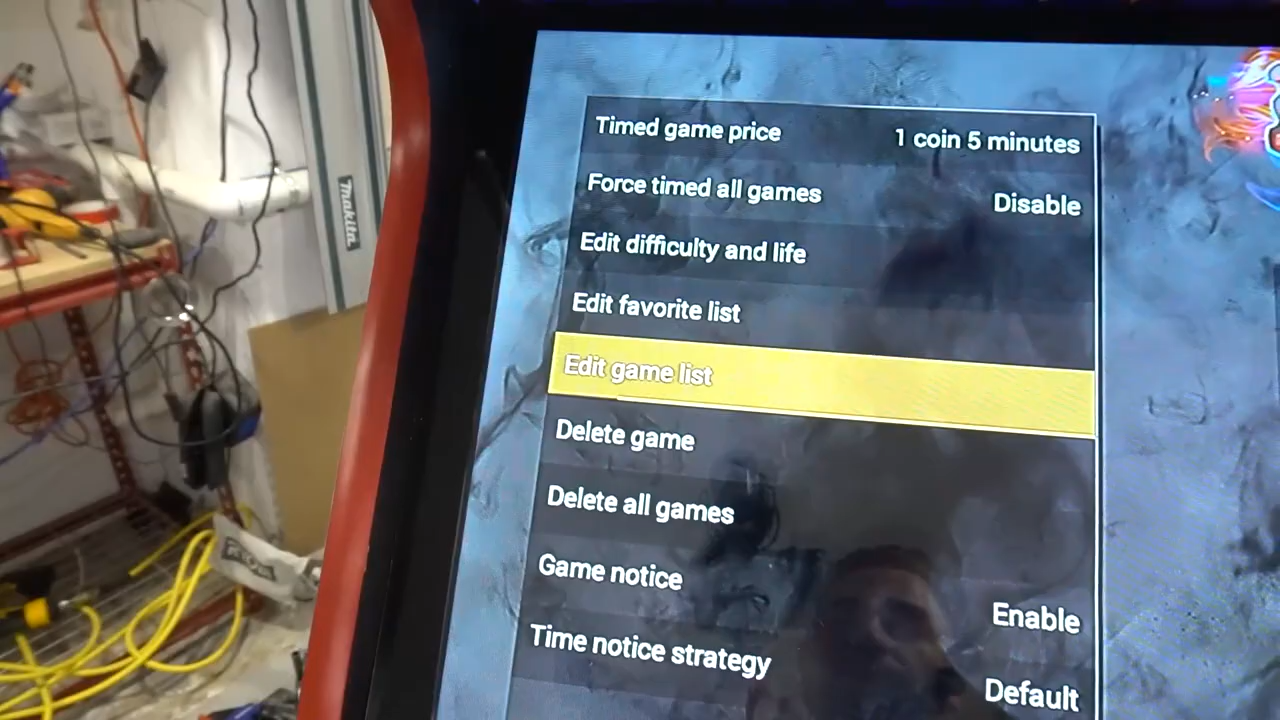 Timed game price 1 coin 5 minutes
Force timed all games Disable
Edit difficulty and life
Edit favorite list
Edit game list
Delete game
Delete all games
Game notice Enable
Time notice strategy Default
Makita